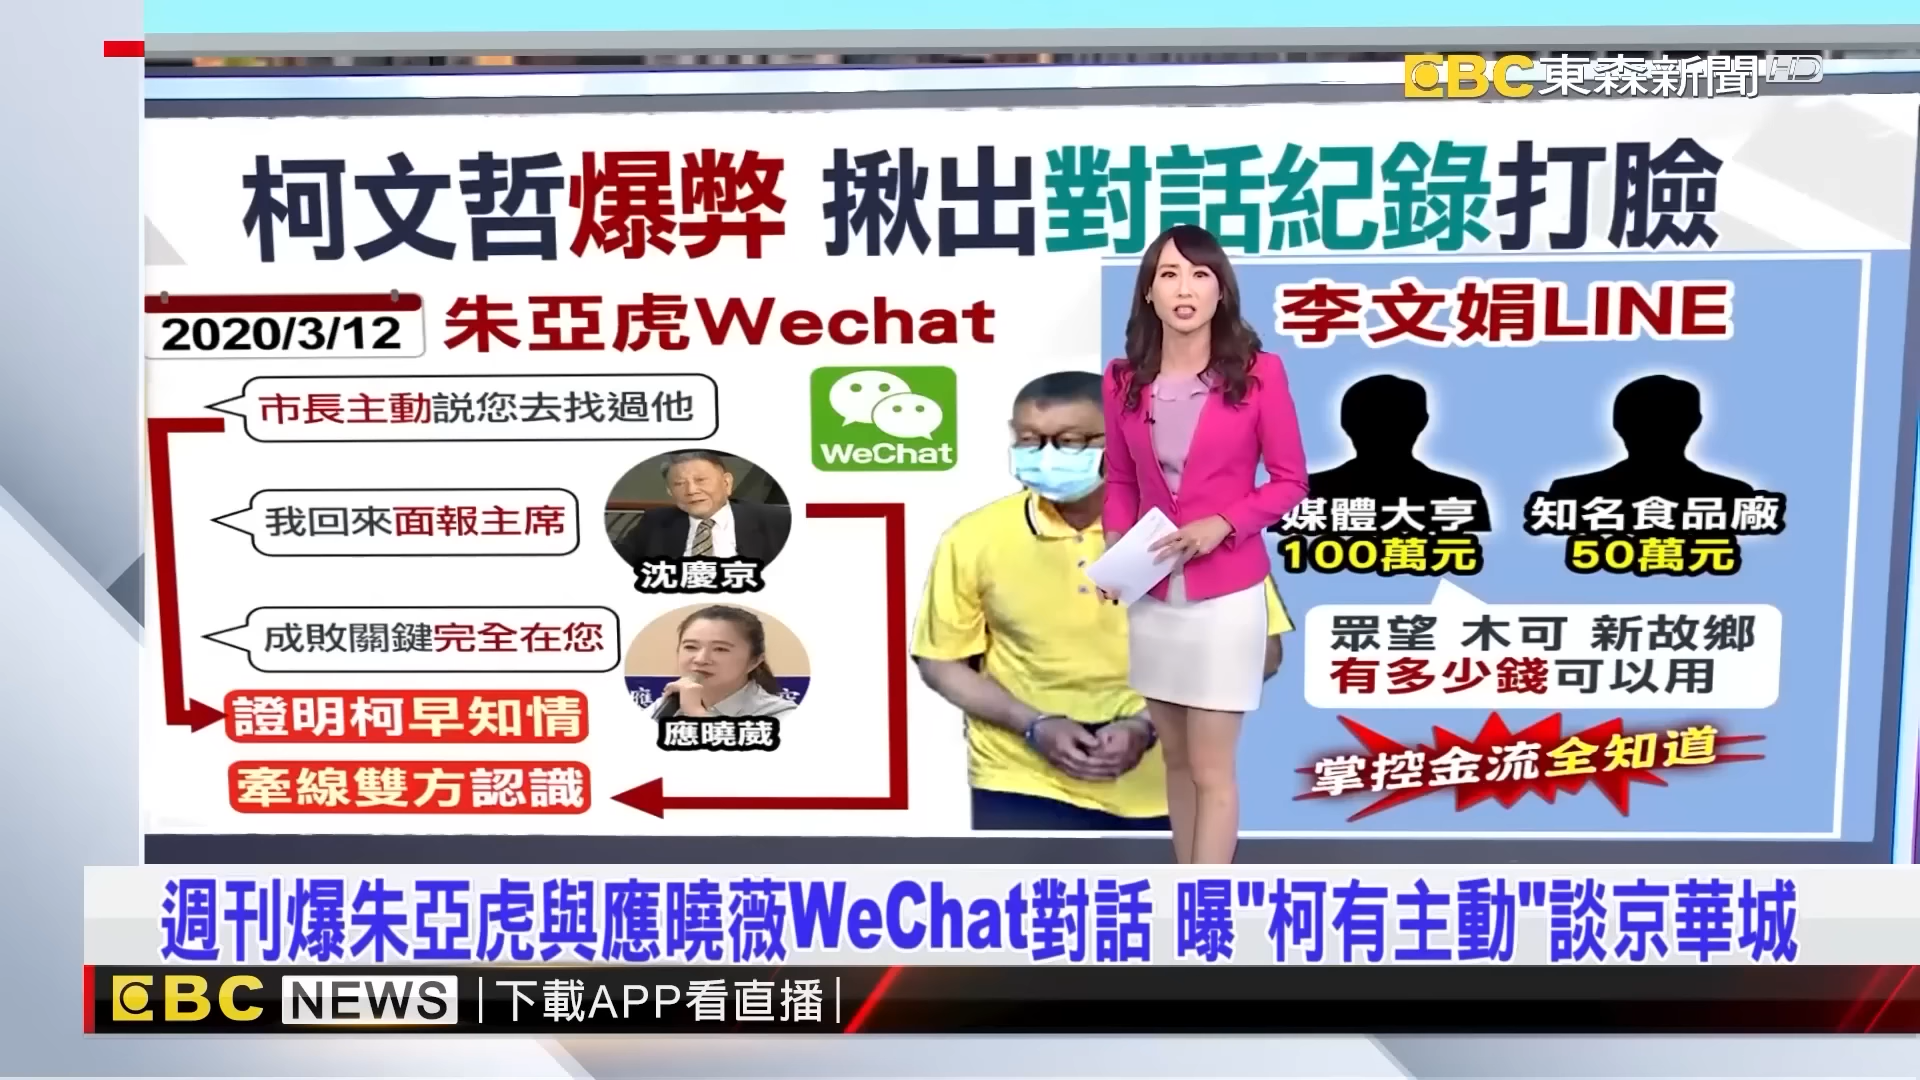 EBC東森新聞HD
柯文哲爆弊 揪出對話紀錄打臉
2020/3/12
朱亞虎Wechat
市長主動説您去找過他
WeChat
我回來面報主席
沈慶京
成敗關鍵完全在您
應曉葳
證明柯早知情
牽線雙方認識
李文娟LINE
媒體大亨
100萬元
知名食品廠
50萬元
眾望 木可 新故鄉
有多少錢可以用
掌控金流全知道
週刊爆朱亞虎與應曉薇WeChat對話 曝"柯有主動"談京華城
EBC NEWS |下載APP看直播|